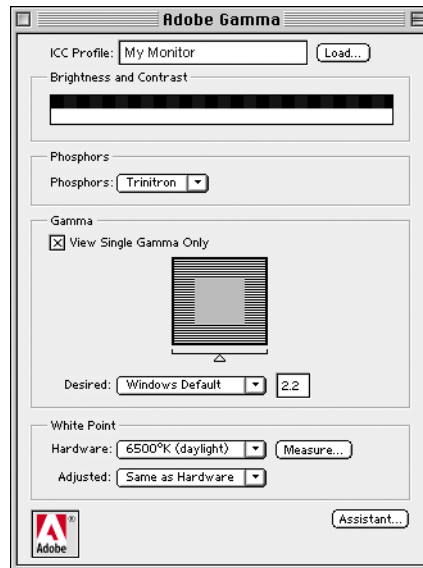 Adobe Gamma
ICC Profile: My Monitor Load...
Brightness and Contrast
Phosphors
Phosphors: Trinitron
Gamma
View Single Gamma Only
Desired: Windows Default 2.2
White Point
Hardware: 6500°K (daylight) Measure...
Adjusted: Same as Hardware
Assistant...
Adobe®